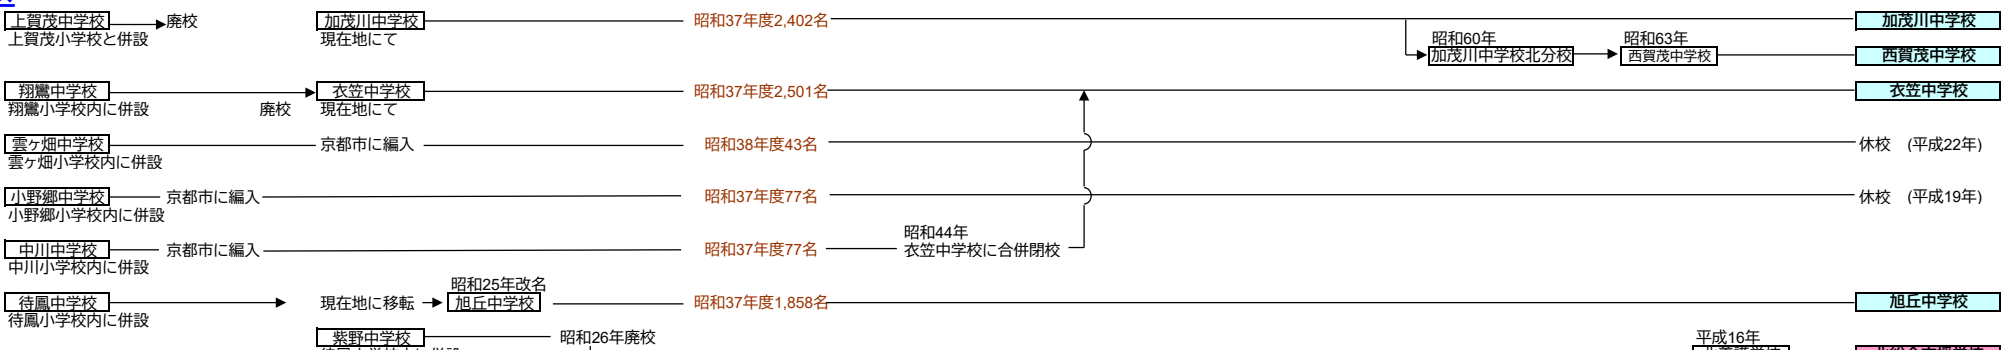 上賀茂中学校 廃校 加茂川中学校 昭和37年度2,402名 加茂川中学校
上賀茂小学校と併設 現在地にて 昭和60年 昭和63年
加茂川中学校北分校 西賀茂中学校 西賀茂中学校
翔鸞中学校 衣笠中学校 昭和37年度2,501名 衣笠中学校
翔鸞小学校内に併設 廃校 現在地にて
雲ヶ畑中学校 京都市に編入 昭和38年度43名 休校 (平成22年)
雲ヶ畑小学校内に併設
小野郷中学校 京都市に編入 昭和37年度77名 休校 (平成19年)
小野郷小学校内に併設
昭和44年
中川中学校 京都市に編入 昭和37年度77名 衣笠中学校に合併閉校
中川小学校内に併設
昭和25年改名
待鳳中学校 現在地に移転 旭丘中学校 昭和37年度1,858名 旭丘中学校
待鳳小学校内に併設
紫野中学校 昭和26年廃校 平成16年